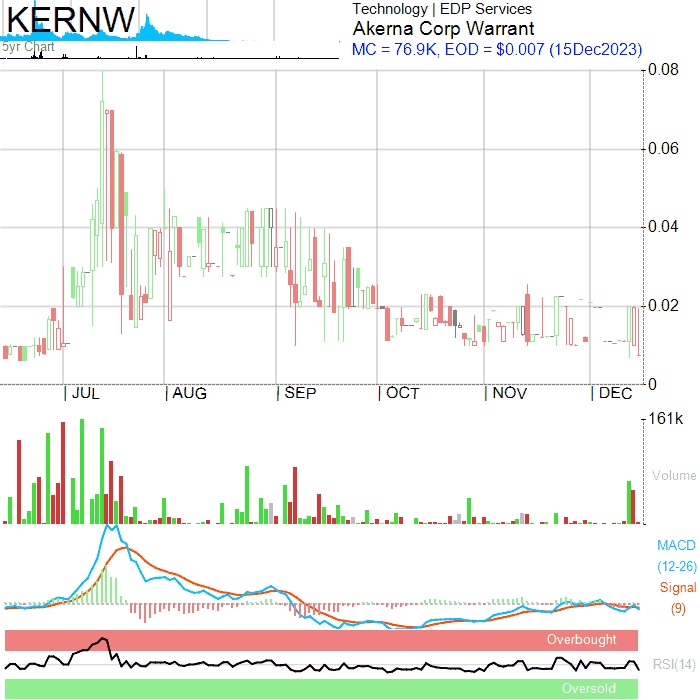 KERNW
5yr Chart
Technology | EDP Services
Akerna Corp Warrant
MC = 76.9K, EOD = $0.007 (15Dec2023)
0.08
0.06
0.04
0.02
0
| JUL | AUG | SEP | OCT | NOV | DEC
161k
Volume
MACD
(12-26)
Signal
(9)
Overbought
RSI(14)
Oversold